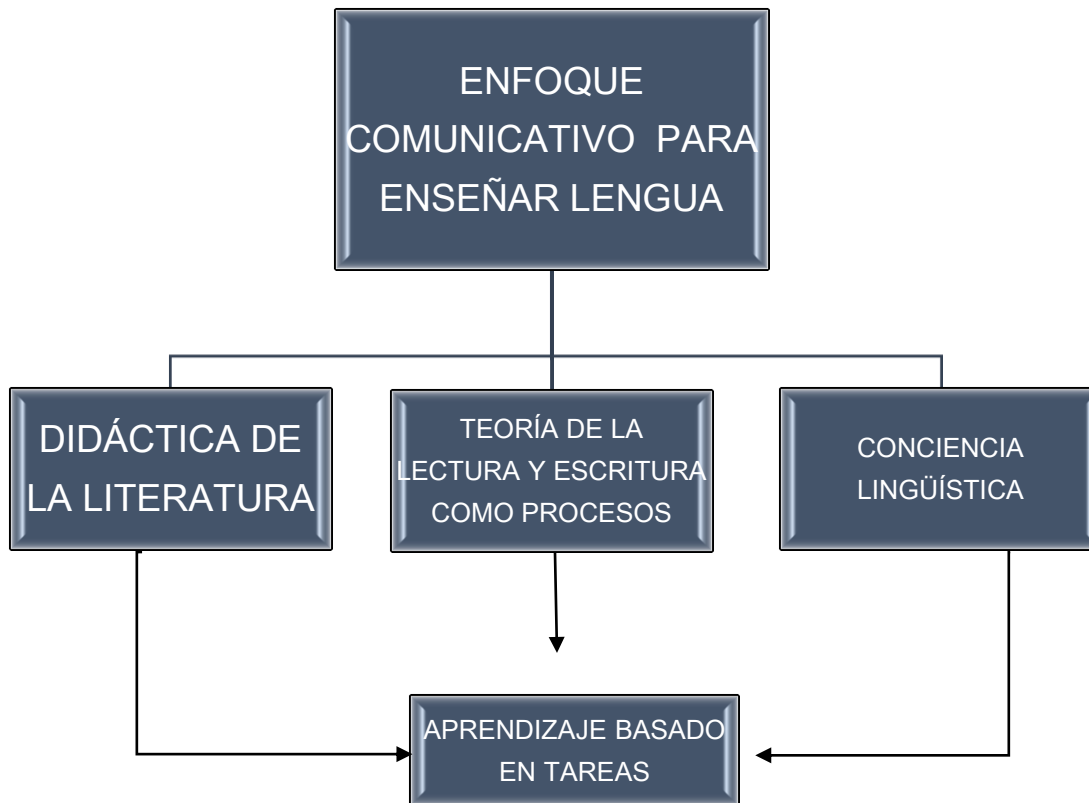 ENFOQUE
COMUNICATIVO PARA
ENSEÑAR LENGUA
DIDÁCTICA DE
LA LITERATURA
TEORÍA DE LA
LECTURA Y ESCRITURA
COMO PROCESOS
CONCIENCIA
LINGÜÍSTICA
APRENDIZAJE BASADO
EN TAREAS